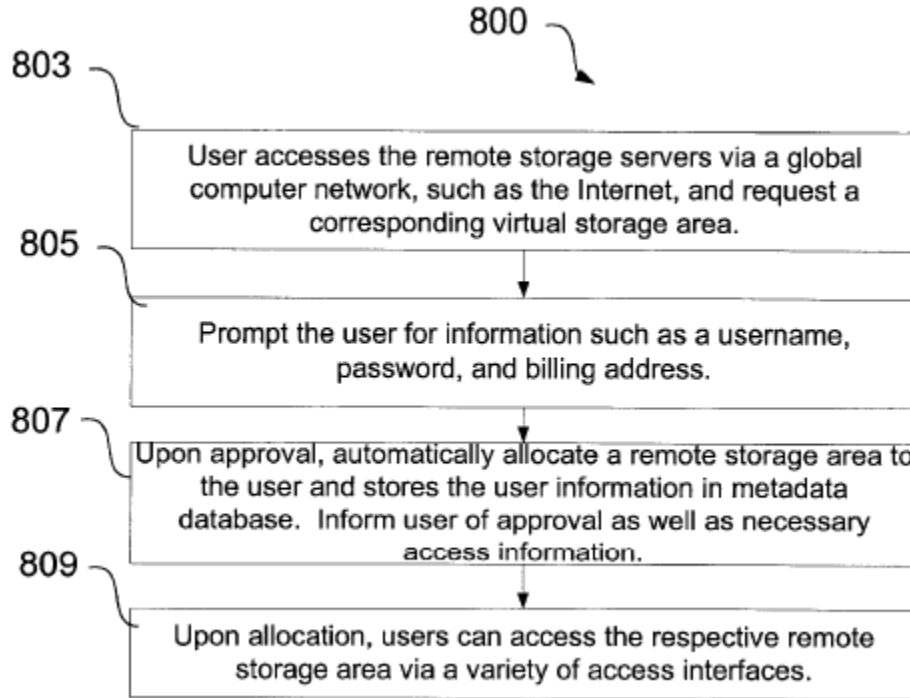 800
803
User accesses the remote storage servers via a global
computer network, such as the Internet, and request a
corresponding virtual storage area.
805
Prompt the user for information such as a username,
password, and billing address.
807
Upon approval, automatically allocate a remote storage area to
the user and stores the user information in metadata
database. Inform user of approval as well as necessary
access information.
809
Upon allocation, users can access the respective remote
storage area via a variety of access interfaces.